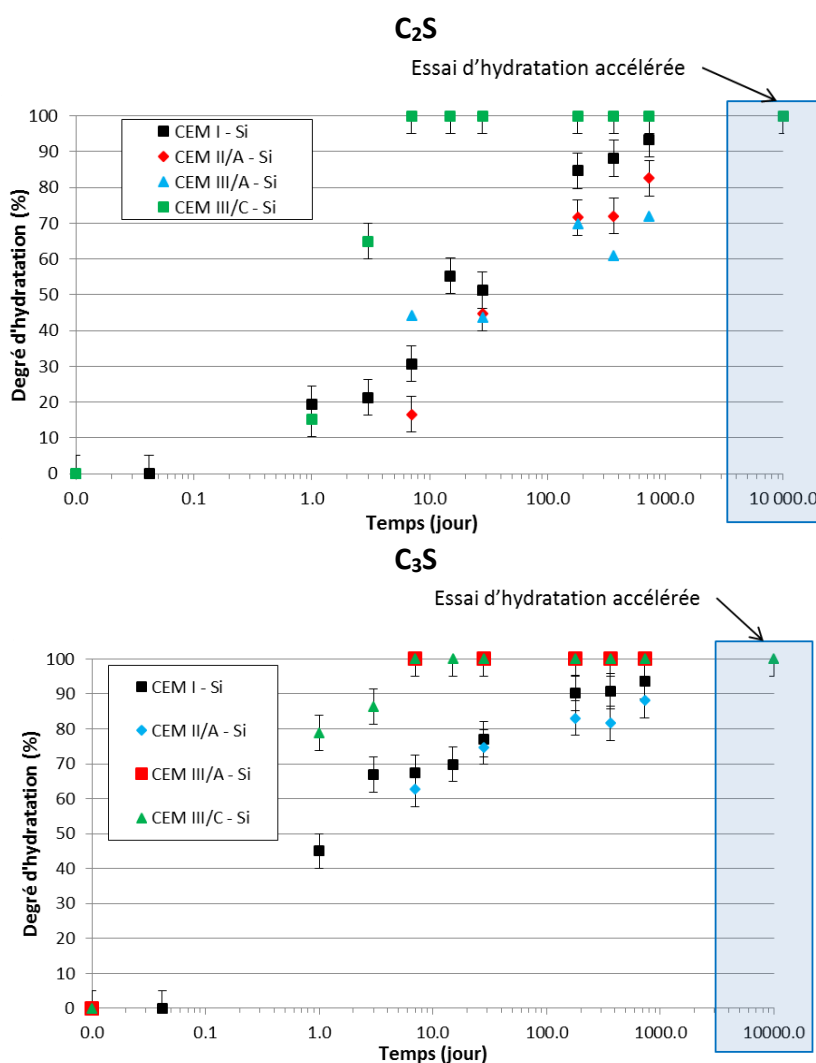 C₂S
Essai d'hydratation accélérée
CEM I - Si
CEM II/A - Si
CEM III/A - Si
CEM III/C - Si
Degré d'hydratation (%)
100
90
80
70
60
50
40
30
20
10
0
0.0 0.1 1.0 10.0 100.0 1 000.0 10 000.0
Temps (jour)
C₃S
Essai d'hydratation accélérée
CEM I - Si
CEM II/A - Si
CEM III/A - Si
CEM III/C - Si
Degré d'hydratation (%)
100
90
80
70
60
50
40
30
20
10
0
0.0 0.1 1.0 10.0 100.0 1000.0 10000.0
Temps (jour)